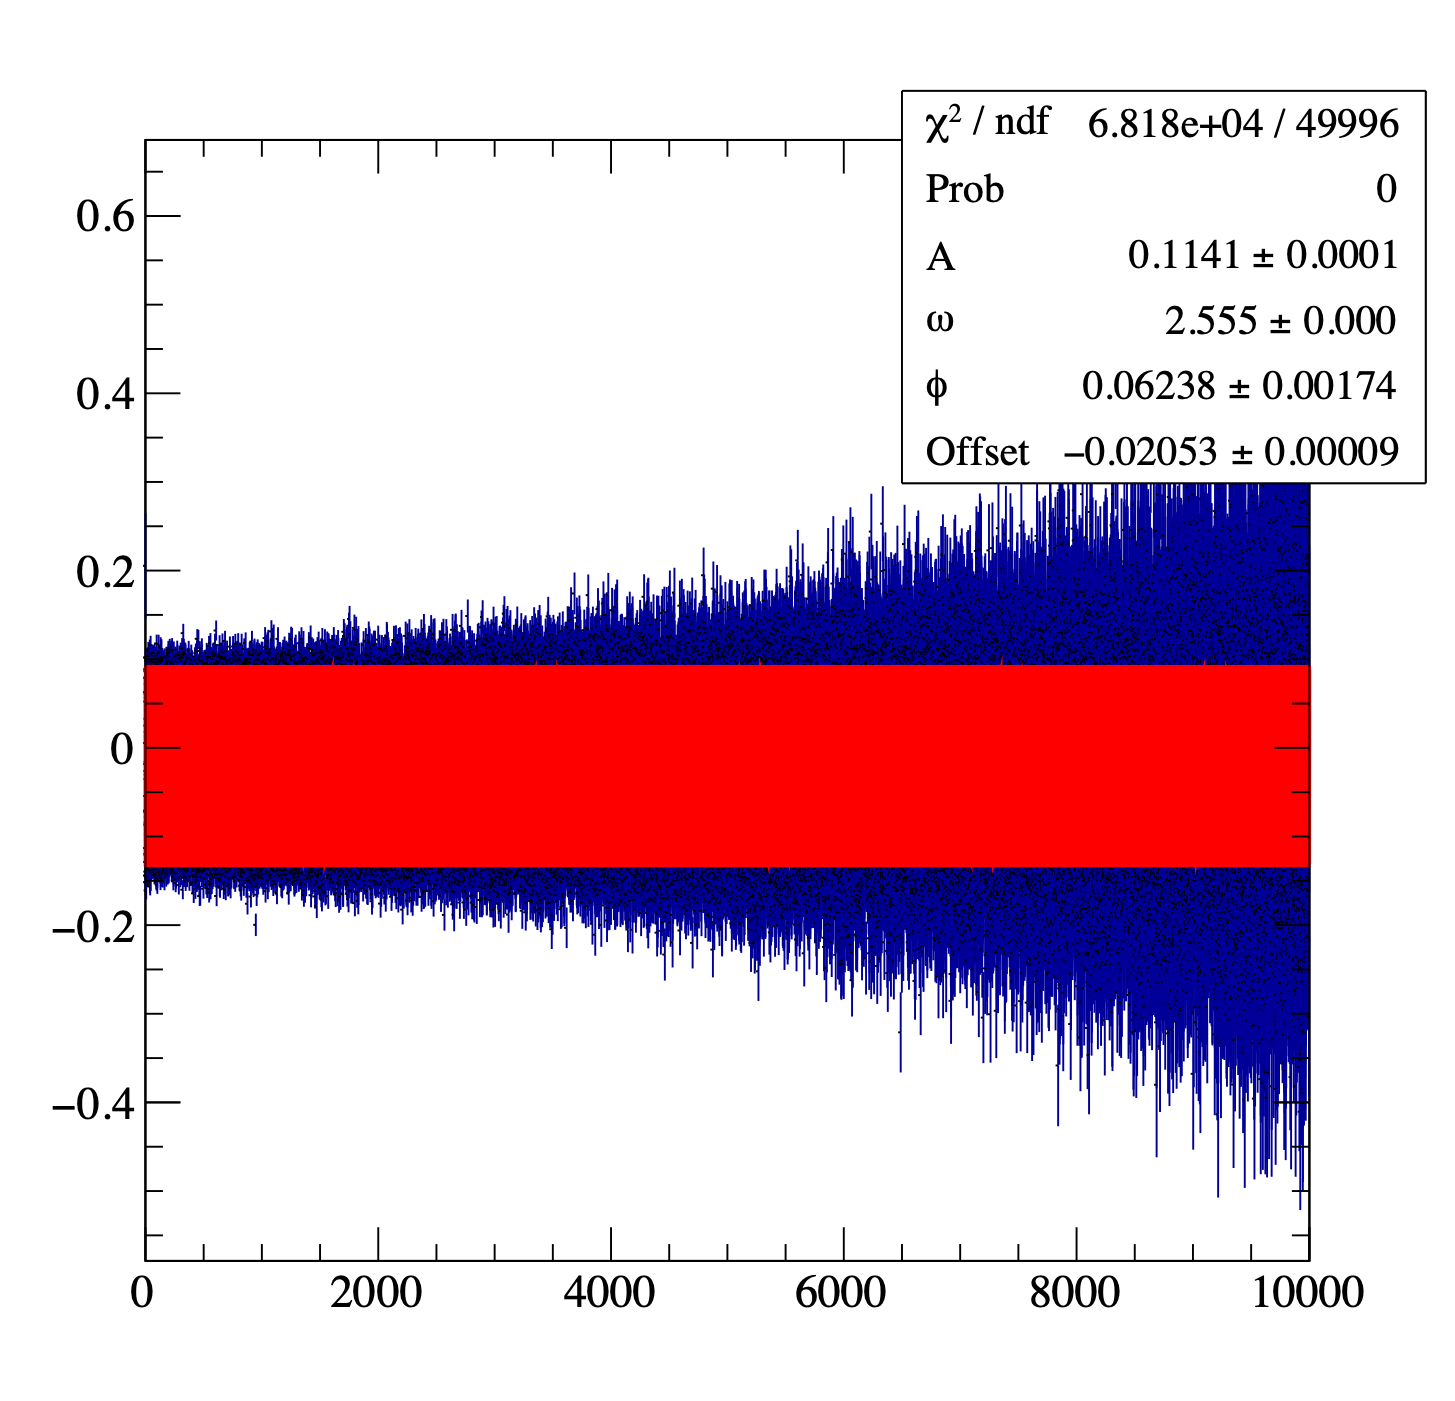 χ² / ndf 6.818e+04 / 49996
Prob 0
A 0.1141 ± 0.0001
ω 2.555 ± 0.000
ϕ 0.06238 ± 0.00174
Offset −0.02053 ± 0.00009
0.6
0.4
0.2
0
−0.2
−0.4
0 2000 4000 6000 8000 10000